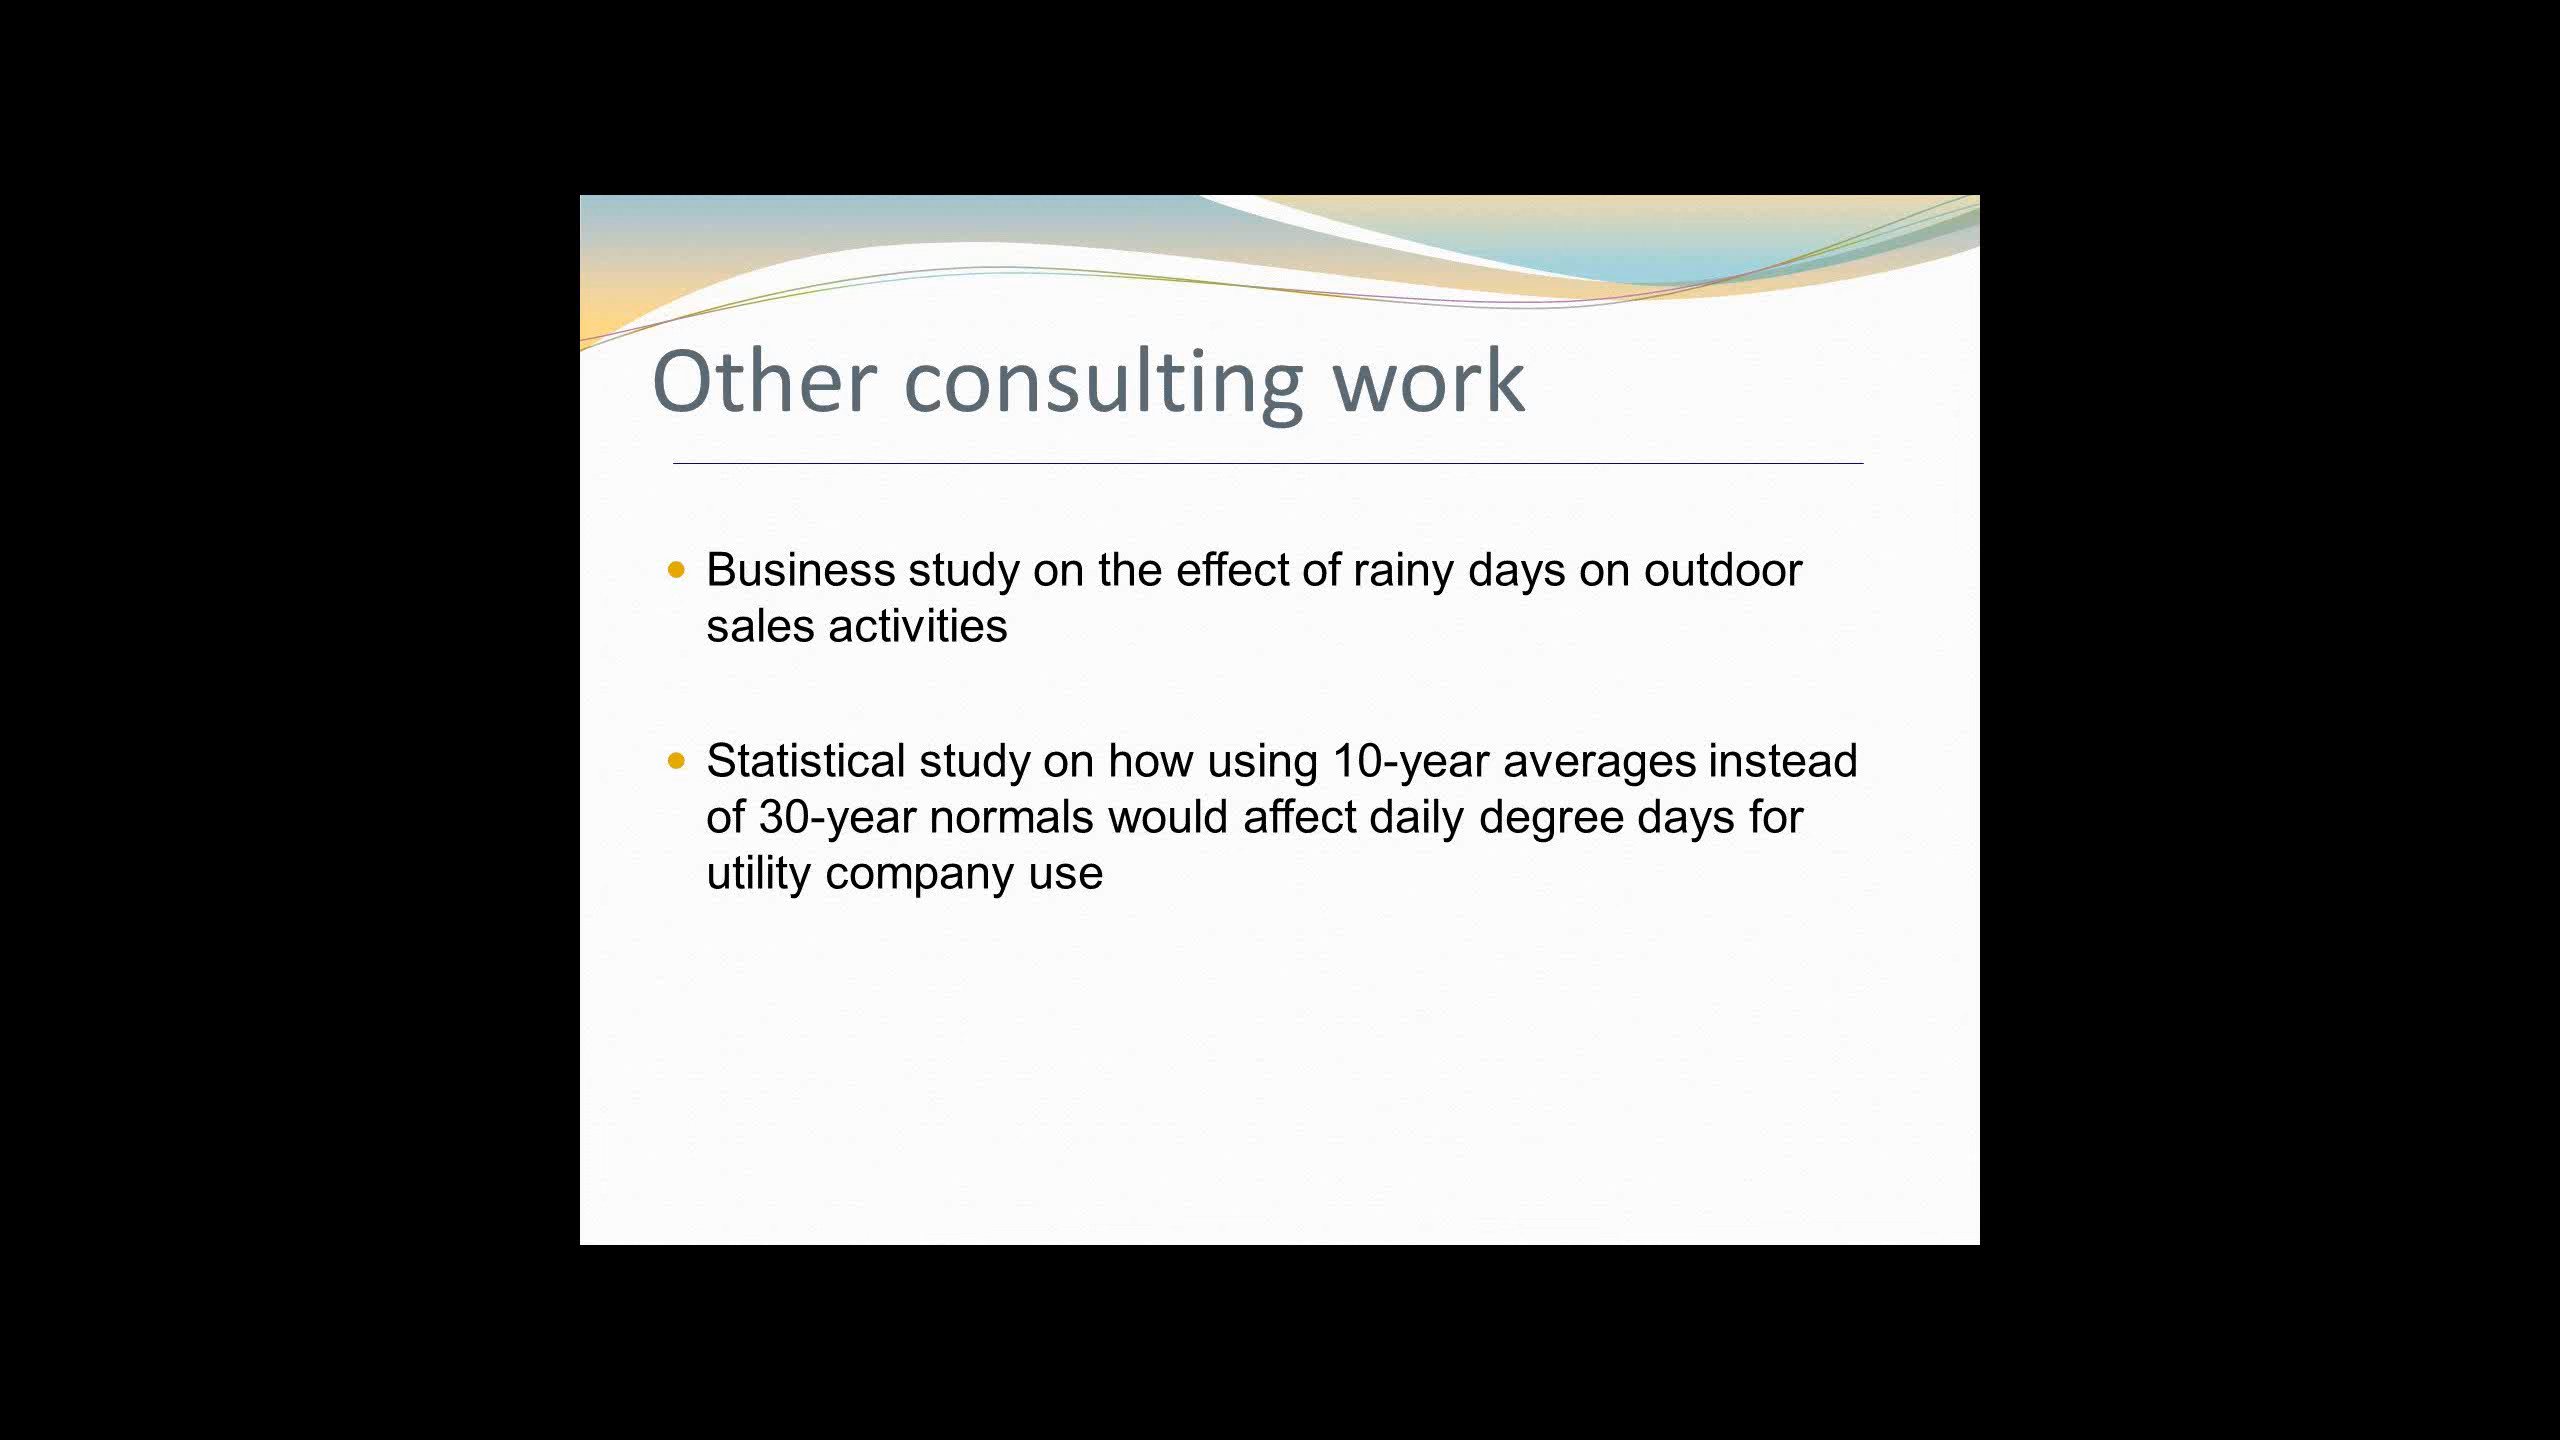 Other consulting work
Business study on the effect of rainy days on outdoor
sales activities
Statistical study on how using 10-year averages instead
of 30-year normals would affect daily degree days for
utility company use